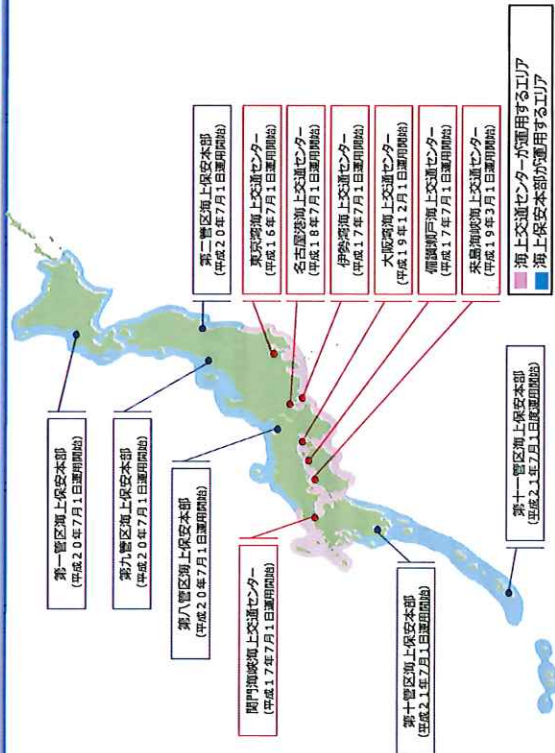 第一管区海上保安本部
(平成20年7月1日運用開始)
第九管区海上保安本部
(平成20年7月1日運用開始)
第八管区海上保安本部
(平成20年7月1日運用開始)
関門海峡海上交通センター
(平成17年7月1日運用開始)
第十管区海上保安本部
(平成21年7月1日運用開始)
第二管区海上保安本部
(平成20年7月1日運用開始)
東京湾海上交通センター
(平成16年7月1日運用開始)
名古屋港海上交通センター
(平成18年7月1日運用開始)
伊勢湾海上交通センター
(平成17年7月1日運用開始)
大阪湾海上交通センター
(平成19年12月1日運用開始)
備讃瀬戸海上交通センター
(平成17年7月1日運用開始)
来島海峡海上交通センター
(平成19年3月1日運用開始)
第十一管区海上保安本部
(平成21年7月1日度運用開始)
海上交通センターが運用するエリア
海上保安本部が運用するエリア